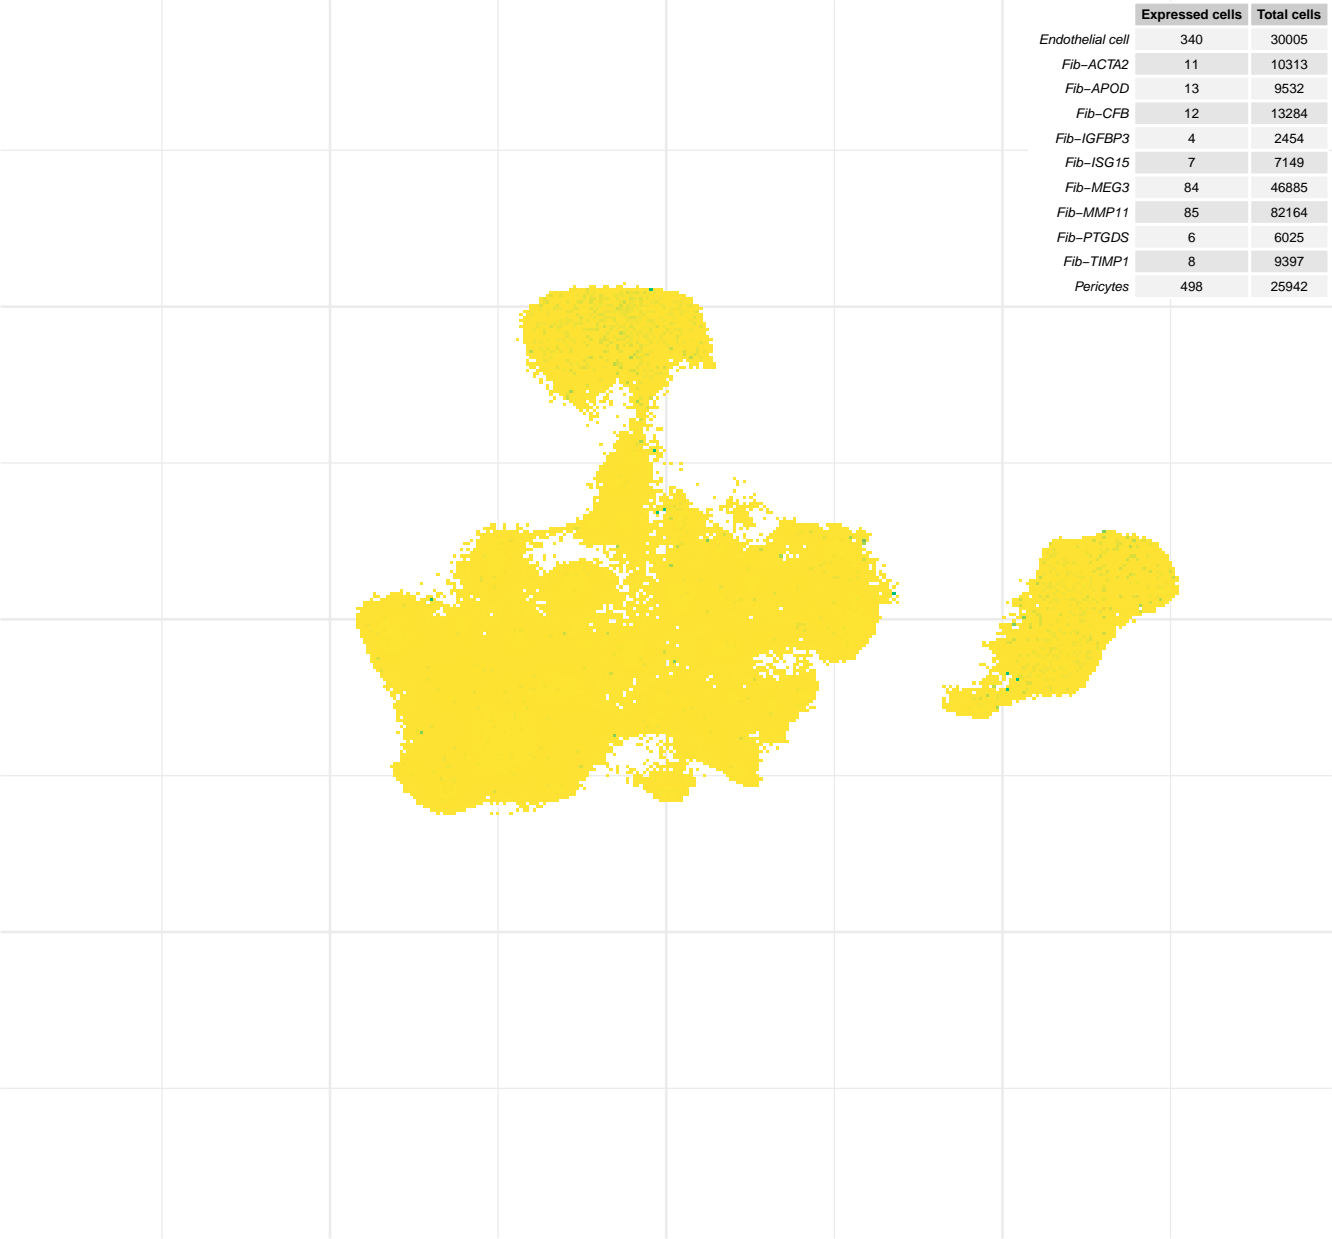 Expressed cells Total cells
Endothelial cell 340 30005
Fib−ACTA2 11 10313
Fib−APOD 13 9532
Fib−CFB 12 13284
Fib−IGFBP3 4 2454
Fib−ISG15 7 7149
Fib−MEG3 84 46885
Fib−MMP11 85 82164
Fib−PTGDS 6 6025
Fib−TIMP1 8 9397
Pericytes 498 25942